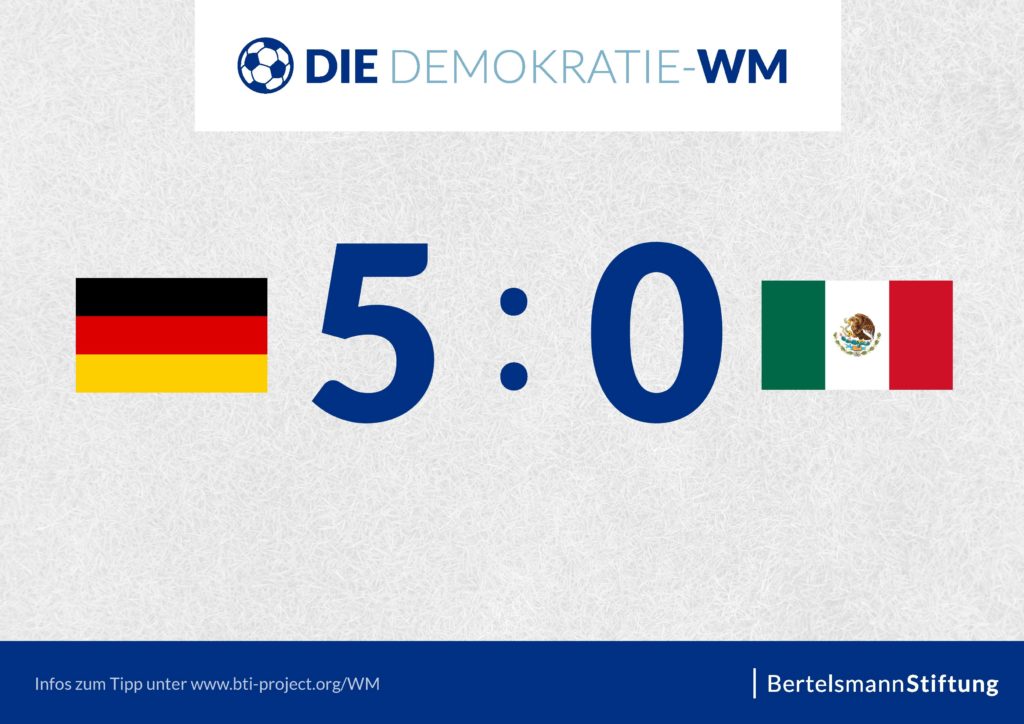 DIE DEMOKRATIE-WM
5 : 0
Infos zum Tipp unter www.bti-project.org/WM
BertelsmannStiftung